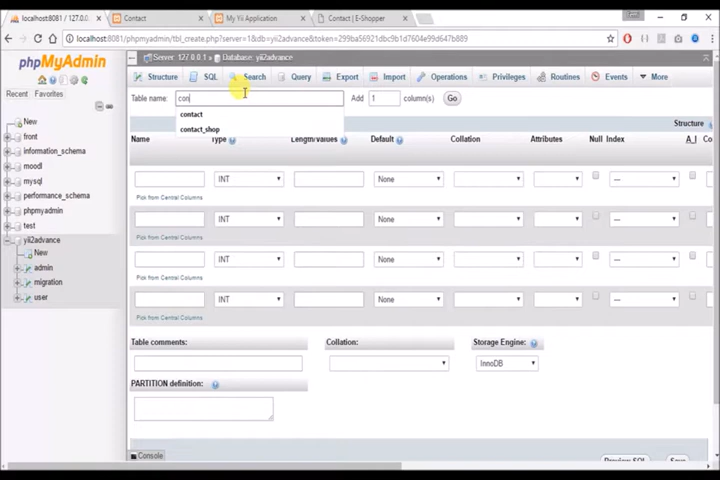 localhost:8081 / 127.0.0
Contact
My Yii Application
Contact | E-Shopper
localhost:8081/phpmyadmin/tbl_create.php?server=1&db=yii2advance&token=299ba56921dbc9b1d7604f99d647b889
phpMyAdmin
Recent Favorites
New
front
information_schema
moodl
mysql
performance_schema
phpmyadmin
test
yii2advance
New
admin
migration
user
Server: 127.0.0.1 » Database: yii2advance
Structure SQL Search Query Export Import Operations Privileges Routines Events More
Table name: con Add 1 column(s) Go
contact
contact_shop
Structure
Name Type Length/Values Default Collation Attributes Null Index A_I Co
INT None ---
Pick from Central Columns
INT None ---
Pick from Central Columns
INT None ---
Pick from Central Columns
INT None ---
Pick from Central Columns
Table comments: Collation: Storage Engine:
InnoDB
PARTITION definition:
Console
Preview SQL Save